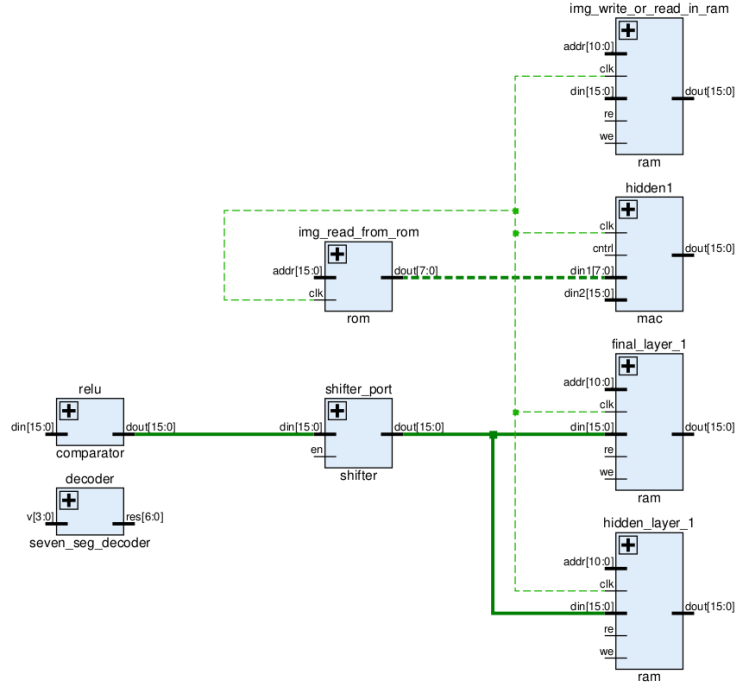 img_write_or_read_in_ram
addr[10:0]
clk
din[15:0]
dout[15:0]
re
we
ram
hidden1
clk
cntrl
dout[15:0]
din1[7:0]
din2[15:0]
mac
img_read_from_rom
addr[15:0]
dout[7:0]
clk
rom
final_layer_1
addr[10:0]
clk
din[15:0]
dout[15:0]
re
we
ram
relu
din[15:0]
dout[15:0]
comparator
shifter_port
din[15:0]
dout[15:0]
en
shifter
decoder
v[3:0]
res[6:0]
seven_seg_decoder
hidden_layer_1
addr[10:0]
clk
din[15:0]
dout[15:0]
re
we
ram